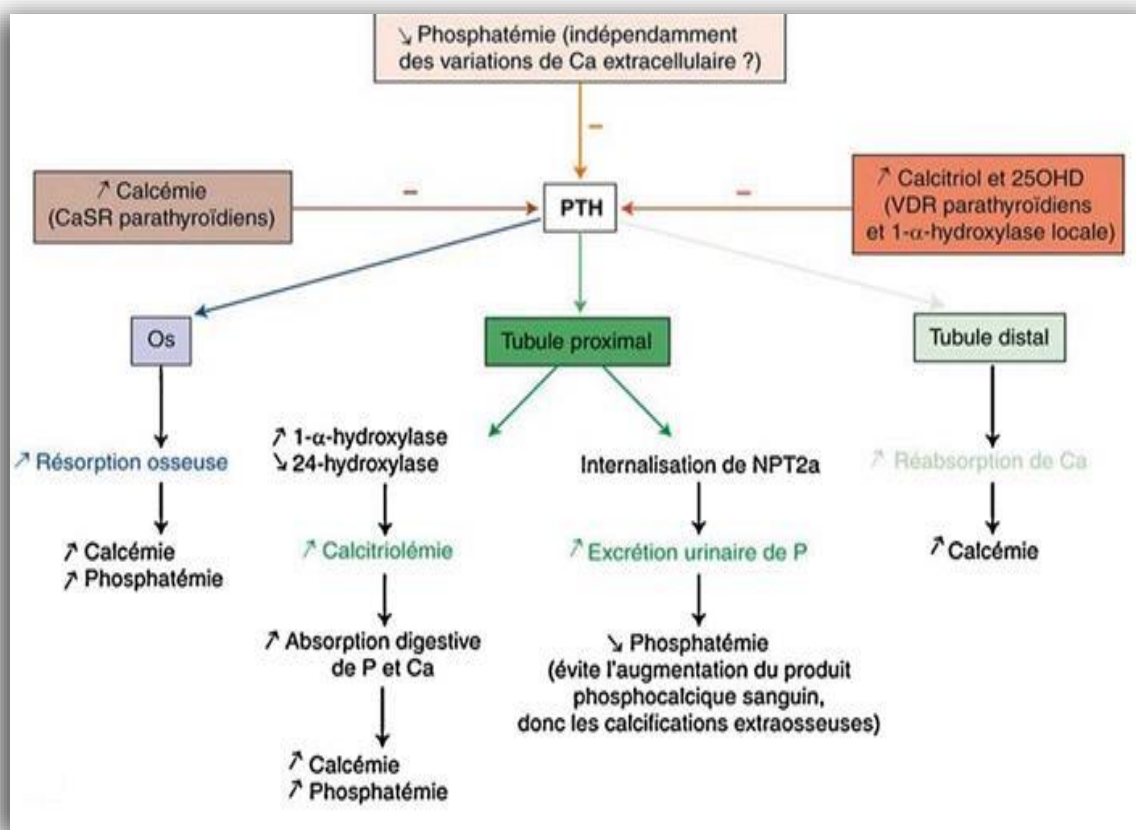 ↘ Phosphatémie (indépendamment
des variations de Ca extracellulaire ?)
−
↗ Calcémie
(CaSR parathyroïdiens)
−
PTH
−
↗ Calcitriol et 25OHD
(VDR parathyroïdiens
et 1-α-hydroxylase locale)
Os
Tubule proximal
Tubule distal
↗ Résorption osseuse
↗ Calcémie
↗ Phosphatémie
↗ 1-α-hydroxylase
↘ 24-hydroxylase
↗ Calcitriolémie
↗ Absorption digestive
de P et Ca
↗ Calcémie
↗ Phosphatémie
Internalisation de NPT2a
↗ Excrétion urinaire de P
↘ Phosphatémie
(évite l'augmentation du produit
phosphocalcique sanguin,
donc les calcifications extraosseuses)
↗ Réabsorption de Ca
↗ Calcémie